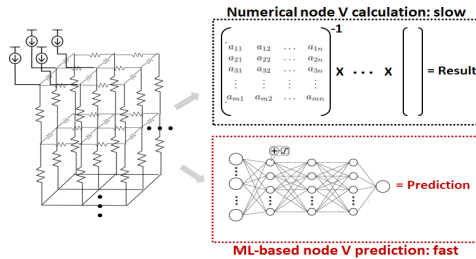 Numerical node V calculation: slow
-1
a11 a12 ... a1n
a21 a22 ... a2n
a31 a32 ... a3n
⋮ ⋮ ⋮ ⋮
am1 am2 ... amn
x ... x
= Result
= Prediction
ML-based node V prediction: fast